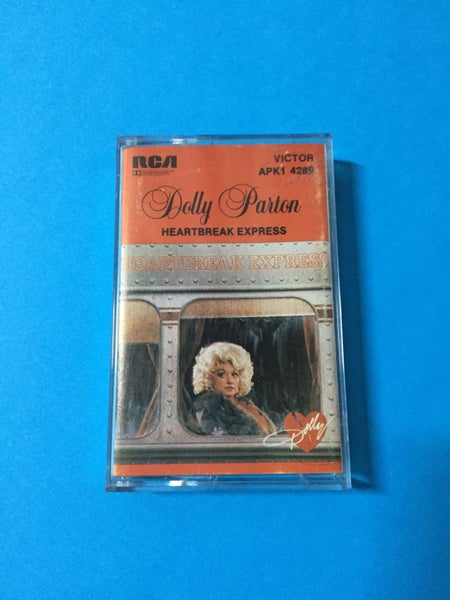 RCA
VICTOR
APK1 4289
Dolly Parton
HEARTBREAK EXPRESS
HEARTBREAK EXPRESS
Dolly